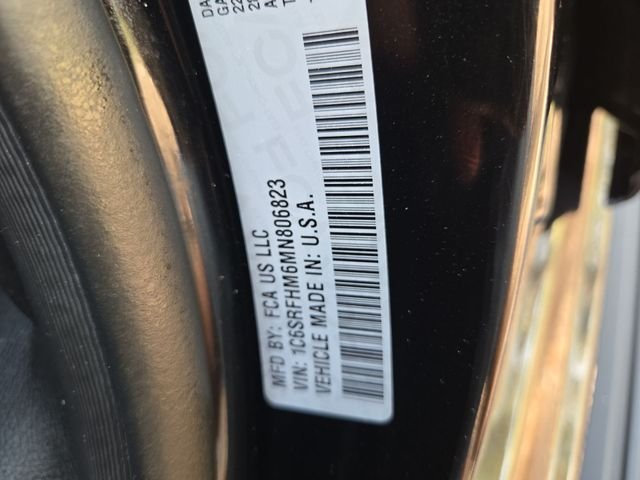 MFD BY: FCA US LLC
VIN: 1C6SRFHM6MN806823
VEHICLE MADE IN: U.S.A.